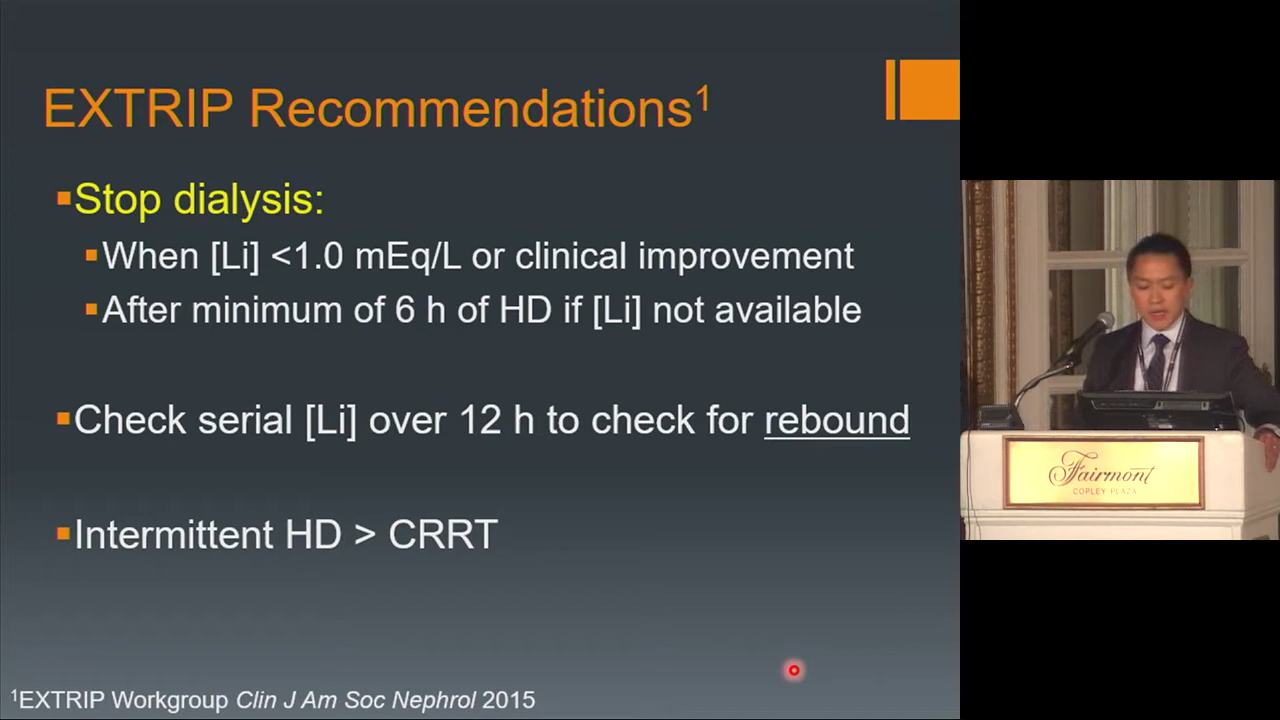 EXTRIP Recommendations¹
Stop dialysis:
When [Li] <1.0 mEq/L or clinical improvement
After minimum of 6 h of HD if [Li] not available
Check serial [Li] over 12 h to check for rebound
Intermittent HD > CRRT
¹EXTRIP Workgroup Clin J Am Soc Nephrol 2015
Fairmont
COPLEY PLAZA